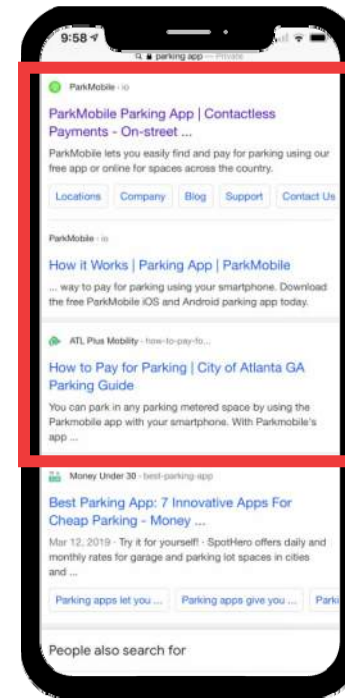 9:58
parking app — Private
ParkMobile · io
ParkMobile Parking App | Contactless
Payments - On-street ...
ParkMobile lets you easily find and pay for parking using our
free app or online for spaces across the country.
Locations Company Blog Support Contact Us
ParkMobile · io
How it Works | Parking App | ParkMobile
... way to pay for parking using your smartphone. Download
the free ParkMobile iOS and Android parking app today.
ATL Plus Mobility · how-to-pay-fo...
How to Pay for Parking | City of Atlanta GA
Parking Guide
You can park in any parking metered space by using the
Parkmobile app with your smartphone. With Parkmobile's
app ...
Money Under 30 · best-parking-app
Best Parking App: 7 Innovative Apps For
Cheap Parking - Money ...
Mar 12, 2019 · Try it for yourself! · SpotHero offers daily and
monthly rates for garage and parking lot spaces in cities
and ...
Parking apps let you ... Parking apps give you ... Parki
People also search for